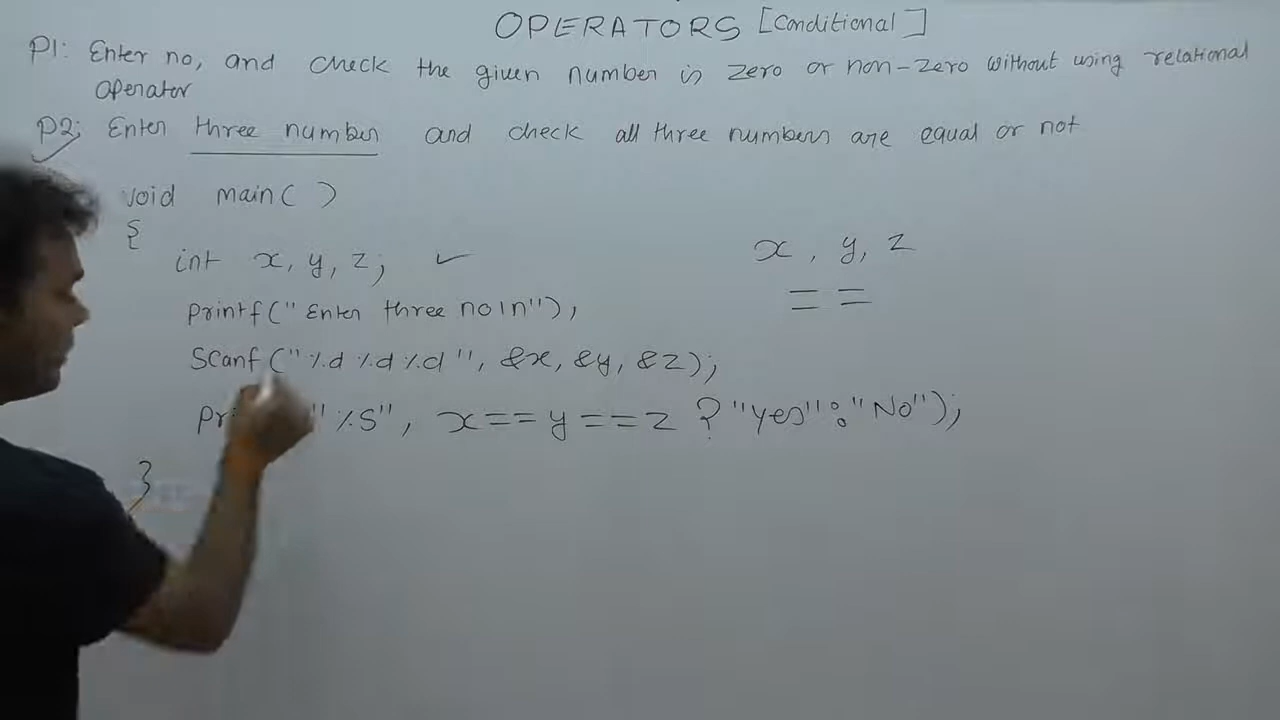 OPERATORS [Conditional]
P1: Enter no, and check the given number is zero or non-zero without using relational
operator
P2; Enter three number and check all three numbers are equal or not
void main( )
{
int x, y, z;
x, y, z
printf("Enter three no\n"),
= =
Scanf("%d %d %d", &x, &y, &z);
"%S", x==y==z ? "Yes" : "No");
}